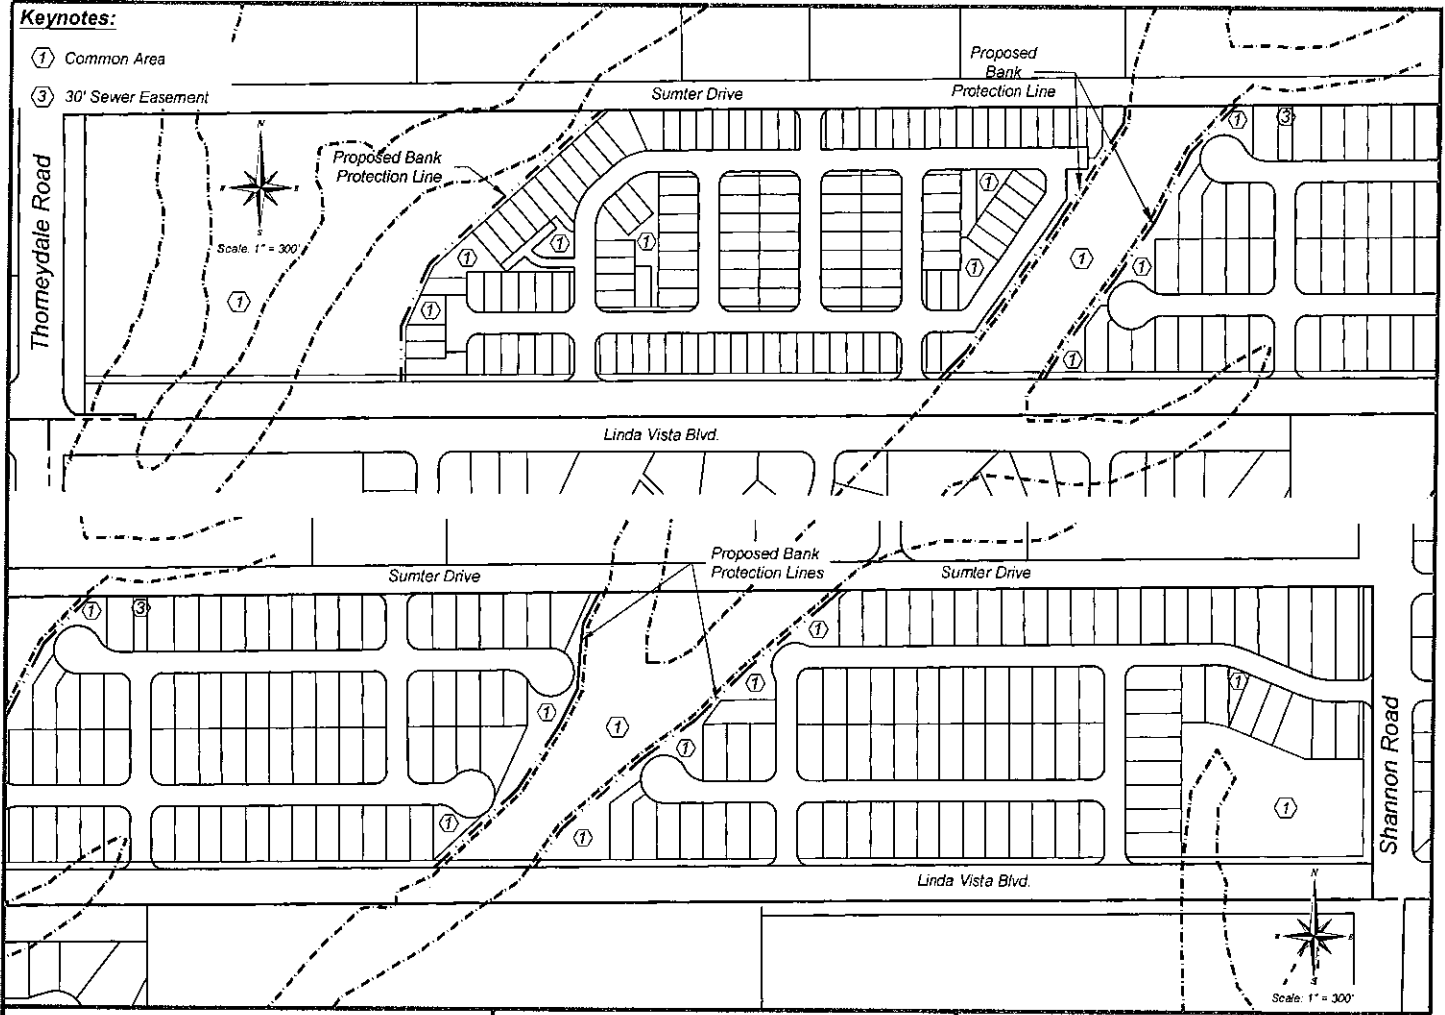 Keynotes:
1 Common Area
3 30' Sewer Easement
Sumter Drive
Proposed
Bank
Protection Line
1
3
Proposed Bank
Protection Line
Thorneydale Road
N
S
Scale: 1" = 300'
1
1
1
1
1
1
1
1
1
1
1
Linda Vista Blvd.
Proposed Bank
Protection Lines
Sumter Drive
Sumter Drive
1
3
1
1
1
1
1
1
1
1
1
Shannon Road
Linda Vista Blvd.
N
S
Scale: 1" = 300'